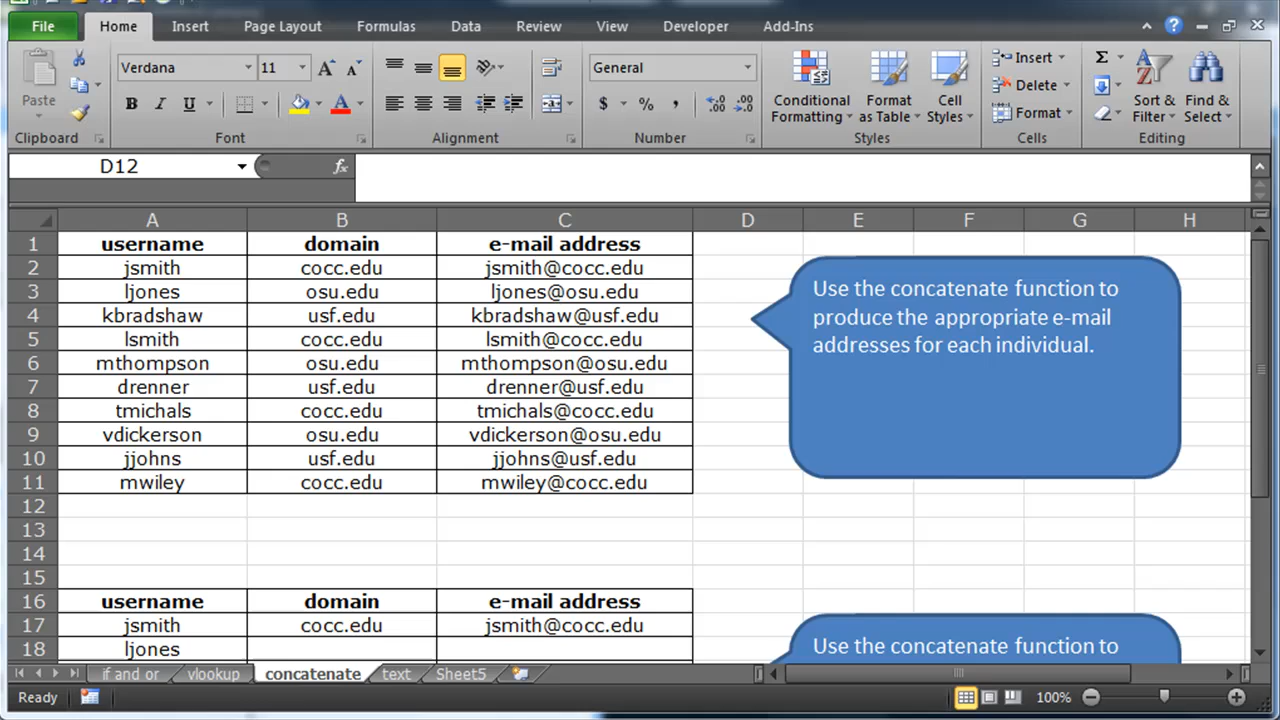 File Home Insert Page Layout Formulas Data Review View Developer Add-Ins
Verdana 11 General
Paste B I U $ % , Conditional Formatting Format as Table Cell Styles Insert Delete Format Σ Sort & Filter Find & Select
Clipboard Font Alignment Number Styles Cells Editing
D12 fx
A B C D E F G H
1 username domain e-mail address
2 jsmith cocc.edu jsmith@cocc.edu
3 ljones osu.edu ljones@osu.edu
4 kbradshaw usf.edu kbradshaw@usf.edu
5 lsmith cocc.edu lsmith@cocc.edu
6 mthompson osu.edu mthompson@osu.edu
7 drenner usf.edu drenner@usf.edu
8 tmichals cocc.edu tmichals@cocc.edu
9 vdickerson osu.edu vdickerson@osu.edu
10 jjohns usf.edu jjohns@usf.edu
11 mwiley cocc.edu mwiley@cocc.edu
Use the concatenate function to
produce the appropriate e-mail
addresses for each individual.
12
13
14
15
16 username domain e-mail address
17 jsmith cocc.edu jsmith@cocc.edu
18 ljones
Use the concatenate function to
if and or vlookup concatenate text Sheet5
Ready 100%